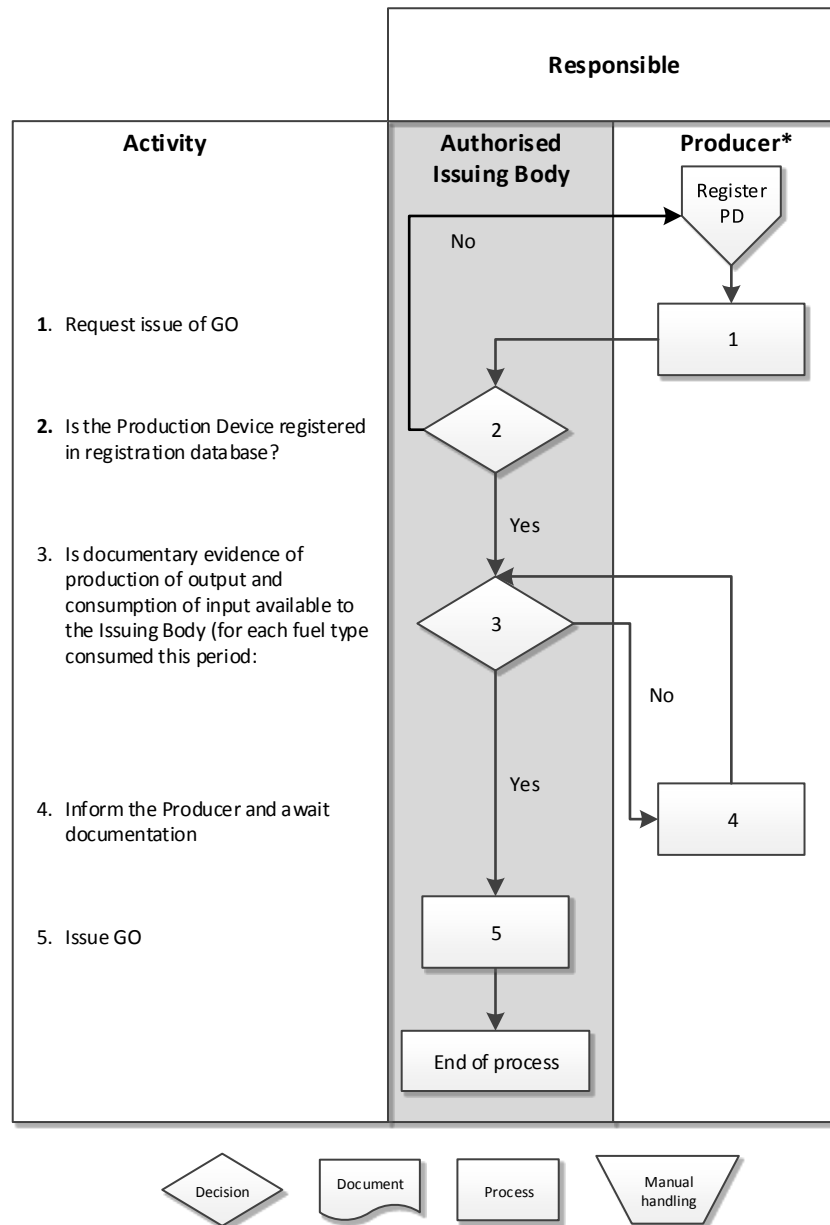 Responsible
Activity
Authorised
Issuing Body
Producer*
Register
PD
No
1. Request issue of GO
1
2. Is the Production Device registered
in registration database?
2
Yes
3. Is documentary evidence of
production of output and
consumption of input available to
the Issuing Body (for each fuel type
consumed this period:
3
No
Yes
4. Inform the Producer and await
documentation
4
5. Issue GO
5
End of process
Decision
Document
Process
Manual
handling